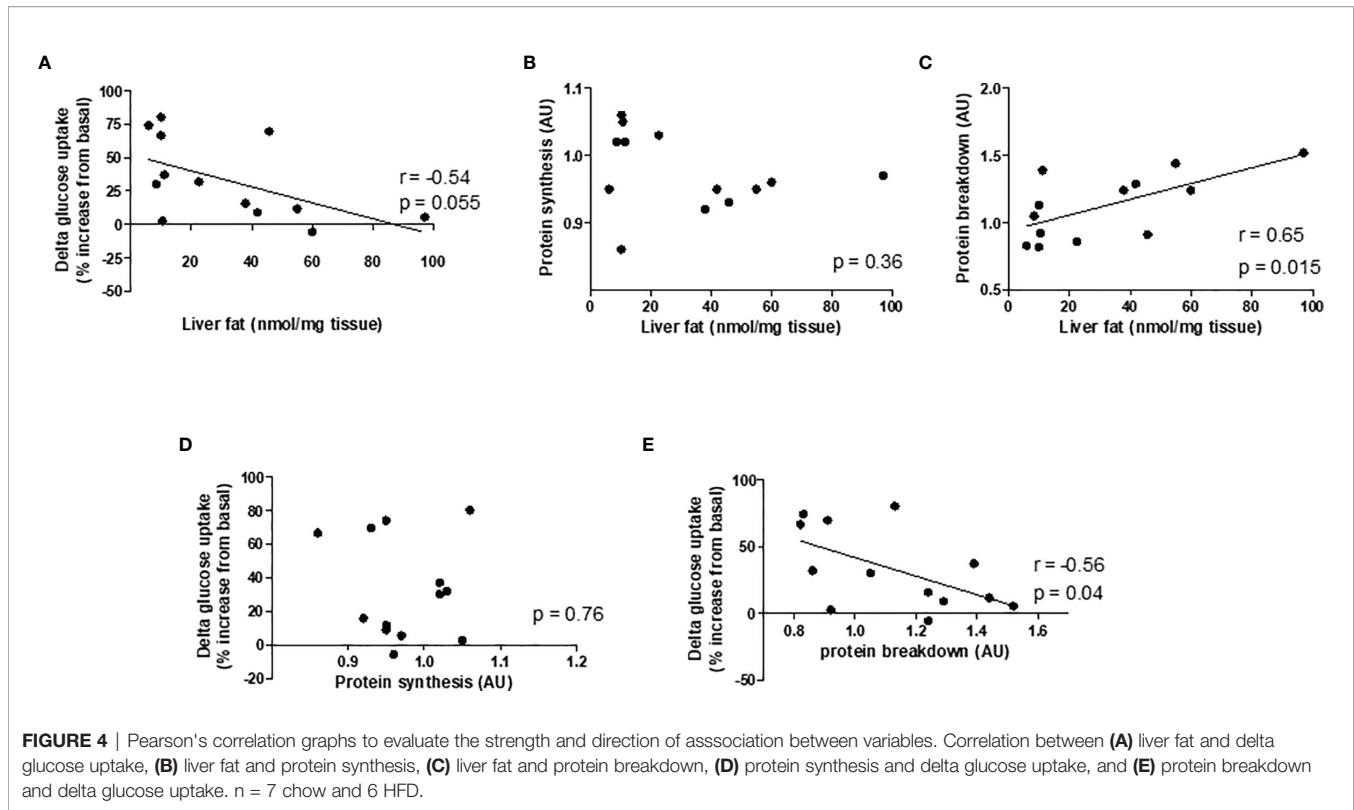 A
Delta glucose uptake
(% increase from basal)
100
75
50
25
0
-25
-50
20
40
60
80
100
r = -0.54
p = 0.055
Liver fat (nmol/mg tissue)
B
Protein synthesis (AU)
1.1
1.0
0.9
0
20
40
60
80
100
p = 0.36
Liver fat (nmol/mg tissue)
C
Protein breakdown (AU)
2.0
1.5
1.0
0.5
0
20
40
60
80
100
r = 0.65
p = 0.015
Liver fat (nmol/mg tissue)
D
Delta glucose uptake
(% increase from basal)
100
80
60
40
20
0
-20
0.9
1.0
1.1
1.2
p = 0.76
Protein synthesis (AU)
E
Delta glucose uptake
(% increase from basal)
100
50
0
-50
0.8
1.0
1.2
1.4
1.6
r = -0.56
p = 0.04
protein breakdown (AU)
FIGURE 4 | Pearson's correlation graphs to evaluate the strength and direction of asssociation between variables. Correlation between (A) liver fat and delta
glucose uptake, (B) liver fat and protein synthesis, (C) liver fat and protein breakdown, (D) protein synthesis and delta glucose uptake, and (E) protein breakdown
and delta glucose uptake. n = 7 chow and 6 HFD.